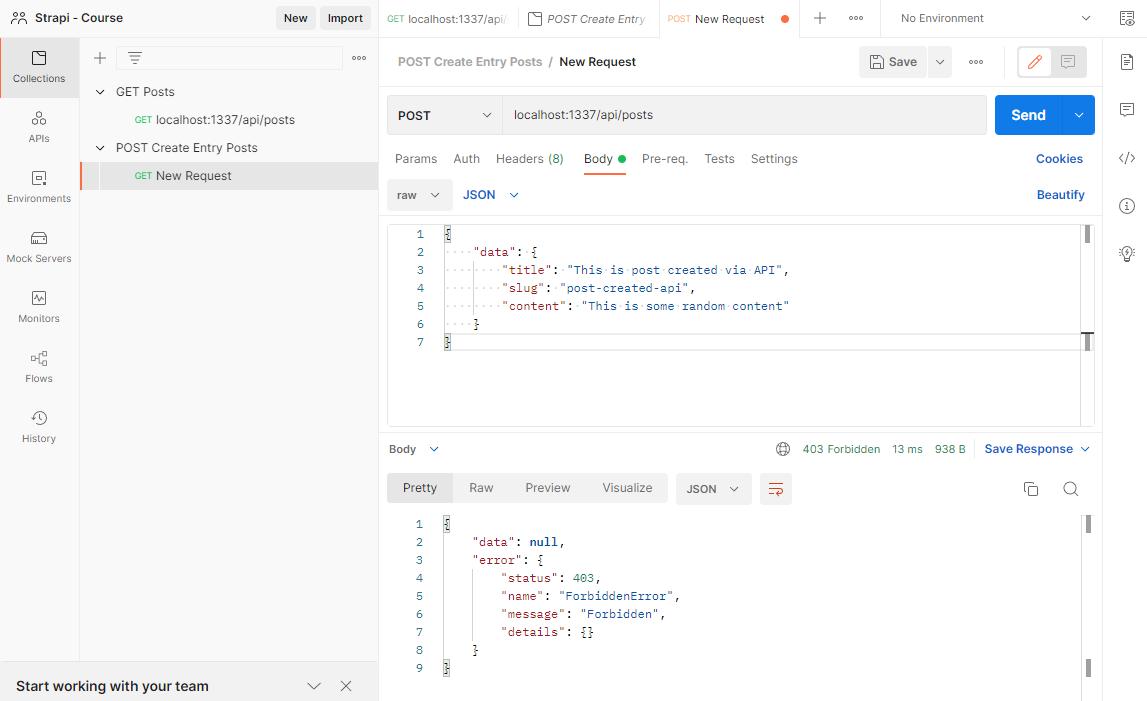 Strapi - Course
New
Import
GET localhost:1337/api/
POST Create Entry
POST New Request
No Environment
Collections
APIs
Environments
Mock Servers
Monitors
Flows
History
GET Posts
GET localhost:1337/api/posts
POST Create Entry Posts
GET New Request
Start working with your team
POST Create Entry Posts / New Request
Save
POST
localhost:1337/api/posts
Send
Params Auth Headers (8) Body Pre-req. Tests Settings
Cookies
raw
JSON
Beautify
1 {
2 "data": {
3 "title": "This is post created via API",
4 "slug": "post-created-api",
5 "content": "This is some random content"
6 }
7 }
Body
403 Forbidden 13 ms 938 B
Save Response
Pretty Raw Preview Visualize
JSON
1 {
2 "data": null,
3 "error": {
4 "status": 403,
5 "name": "ForbiddenError",
6 "message": "Forbidden",
7 "details": {}
8 }
9 }